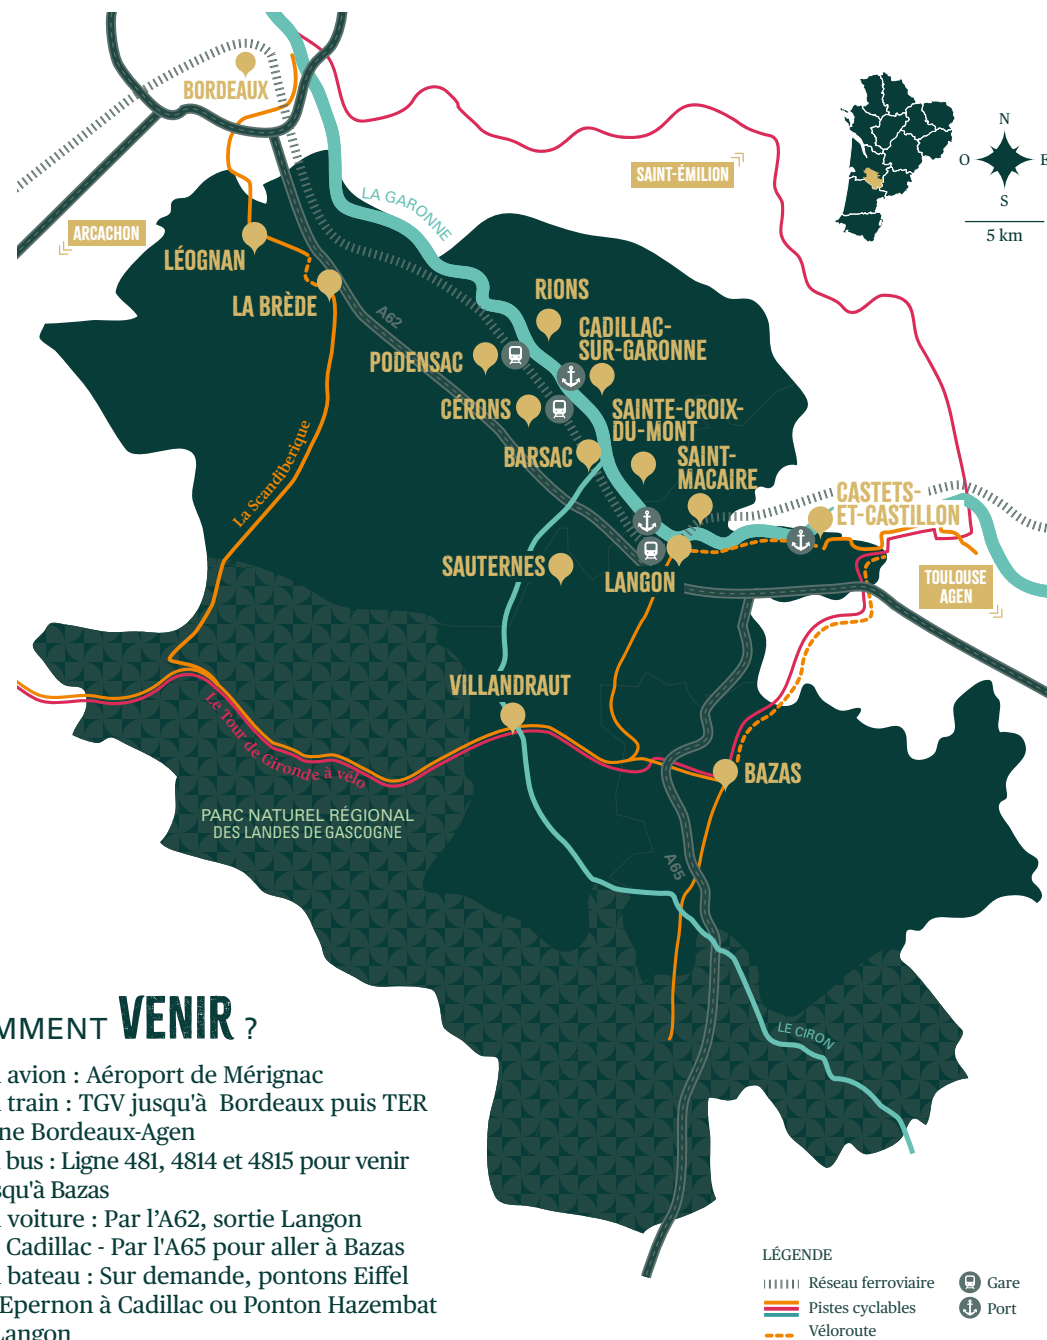 BORDEAUX
SAINT-ÉMILION
N
O
E
S
5 km
LA GARONNE
ARCACHON
LÉOGNAN
LA BRÈDE
A62
RIONS
CADILLAC-
SUR-GARONNE
PODENSAC
CÉRONS
SAINTE-CROIX-
DU-MONT
BARSAC
SAINT-
MACAIRE
La Scandiberique
CASTETS-
ET-CASTILLON
SAUTERNES
LANGON
TOULOUSE
AGEN
VILLANDRAUT
Le Tour de Gironde à vélo
BAZAS
PARC NATUREL RÉGIONAL
DES LANDES DE GASCOGNE
A65
LE CIRON
MMENT VENIR ?
avion : Aéroport de Mérignac
train : TGV jusqu'à Bordeaux puis TER
ne Bordeaux-Agen
bus : Ligne 481, 4814 et 4815 pour venir
squ'à Bazas
voiture : Par l’A62, sortie Langon
Cadillac - Par l'A65 pour aller à Bazas
bateau : Sur demande, pontons Eiffel
Epernon à Cadillac ou Ponton Hazembat
Langon
LÉGENDE
Réseau ferroviaire
Gare
Pistes cyclables
Port
Véloroute